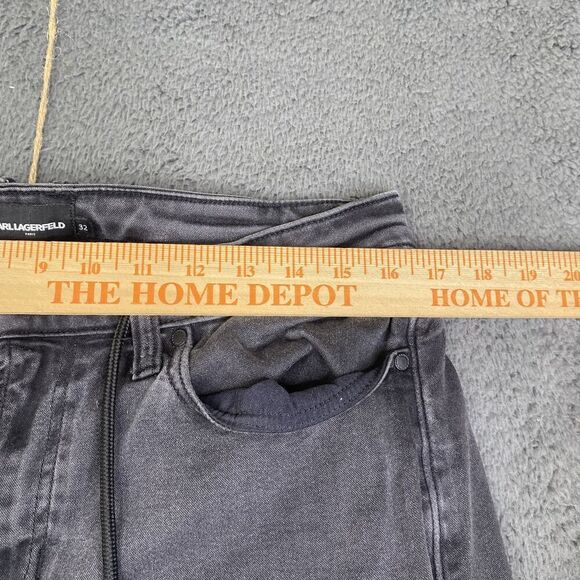 ARL LAGERFELD 32
PARIS
9 10 11 12 13 14 15 16 17 18 19 20
THE HOME DEPOT HOME OF T